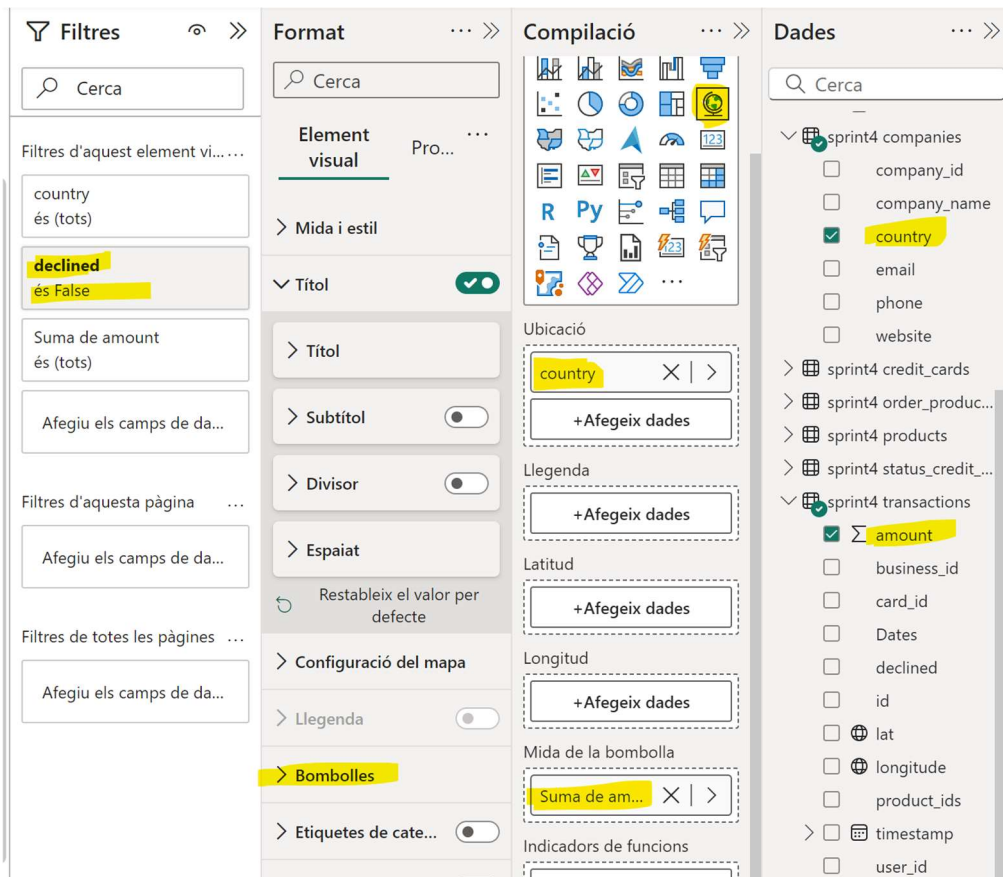 Filtres
Cerca
Filtres d'aquest element vi...
country
és (tots)
declined
és False
Suma de amount
és (tots)
Afegiu els camps de da...
Filtres d'aquesta pàgina
Afegiu els camps de da...
Filtres de totes les pàgines
Afegiu els camps de da...
Format
Cerca
Element
visual
Pro...
Mida i estil
Títol
Títol
Subtítol
Divisor
Espaiat
Restableix el valor per
defecte
Configuració del mapa
Llegenda
Bombolles
Etiquetes de cate...
Compilació
123
R Py
123
Ubicació
country
+Afegeix dades
Llegenda
+Afegeix dades
Latitud
+Afegeix dades
Longitud
+Afegeix dades
Mida de la bombolla
Suma de am...
Indicadors de funcions
Dades
Cerca
sprint4 companies
company_id
company_name
country
email
phone
website
sprint4 credit_cards
sprint4 order_produc...
sprint4 products
sprint4 status_credit_...
sprint4 transactions
amount
business_id
card_id
Dates
declined
id
lat
longitude
product_ids
timestamp
user_id